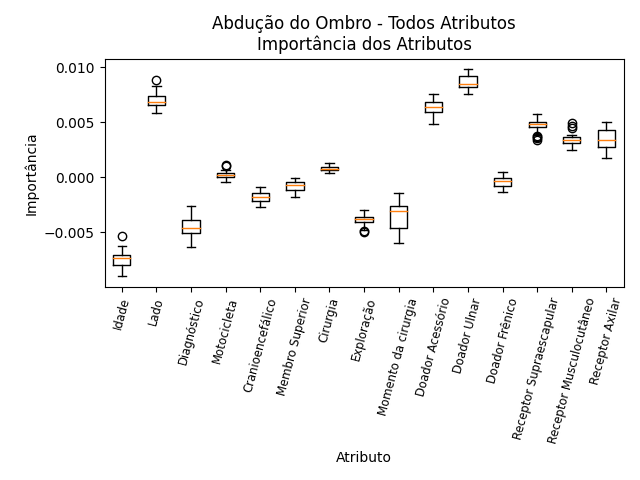 Abdução do Ombro - Todos Atributos
Importância dos Atributos
Importância
0.010
0.005
0.000
−0.005
Idade
Lado
Diagnóstico
Motocicleta
Cranioencefálico
Membro Superior
Cirurgia
Exploração
Momento da cirurgia
Doador Acessório
Doador Ulnar
Doador Frênico
Receptor Supraescapular
Receptor Musculocutâneo
Receptor Axilar
Atributo